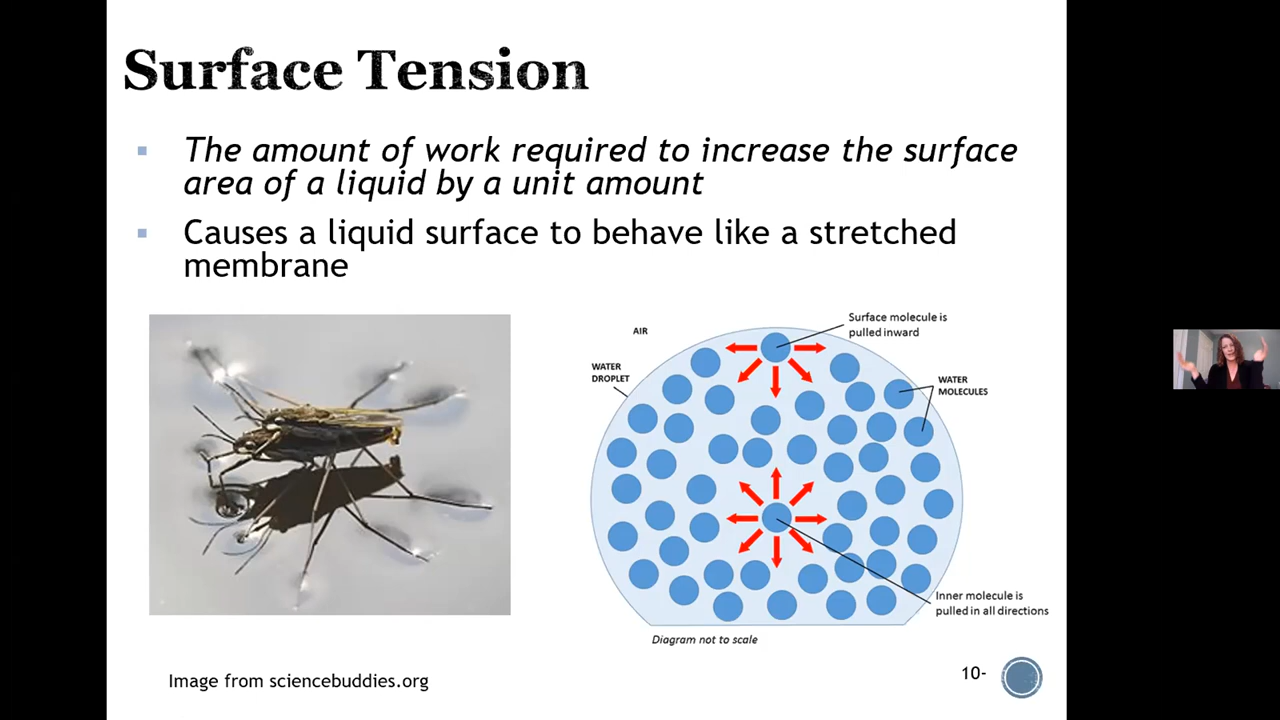 Surface Tension
The amount of work required to increase the surface
area of a liquid by a unit amount
Causes a liquid surface to behave like a stretched
membrane
Surface molecule is
pulled inward
AIR
WATER
DROPLET
WATER
MOLECULES
Inner molecule is
pulled in all directions
Diagram not to scale
Image from sciencebuddies.org
10-